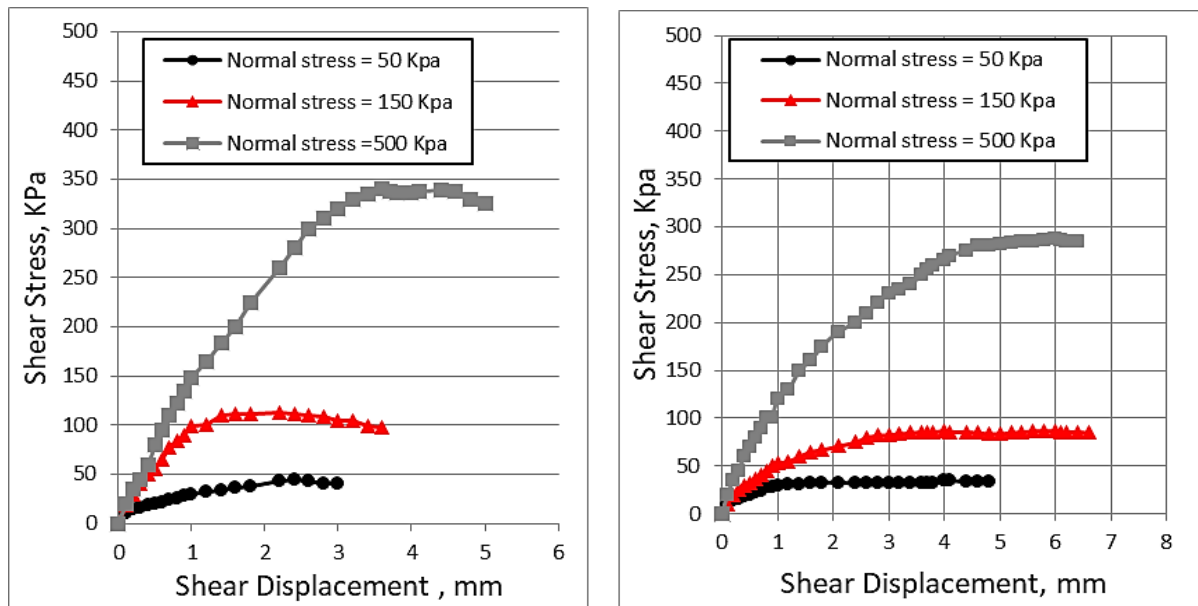 500
450
400
350
300
250
200
150
100
50
0
Shear Stress, KPa
Normal stress = 50 Kpa
Normal stress = 150 Kpa
Normal stress =500 Kpa
0 1 2 3 4 5 6
Shear Displacement , mm
500
450
400
350
300
250
200
150
100
50
0
Shear Stress, Kpa
Normal stress = 50 Kpa
Normal stress = 150 Kpa
Normal stress = 500 Kpa
0 1 2 3 4 5 6 7 8
Shear Displacement, mm